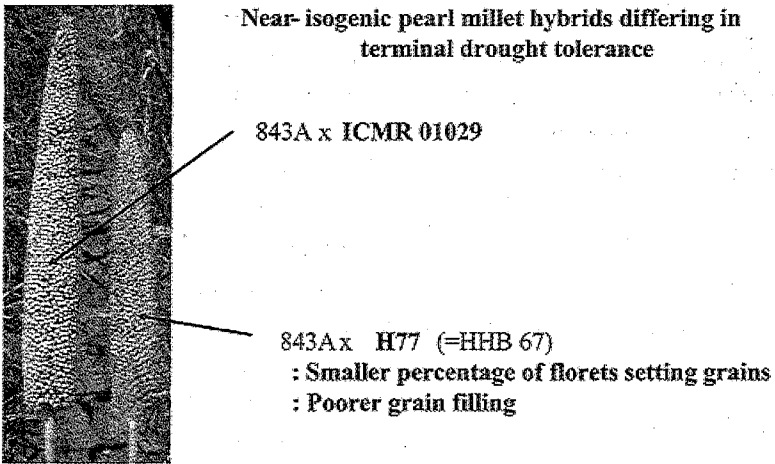 Near- isogenic pearl millet hybrids differing in
terminal drought tolerance
843A x ICMR 01029
843A x H77 (=HHB 67)
: Smaller percentage of florets setting grains
: Poorer grain filling